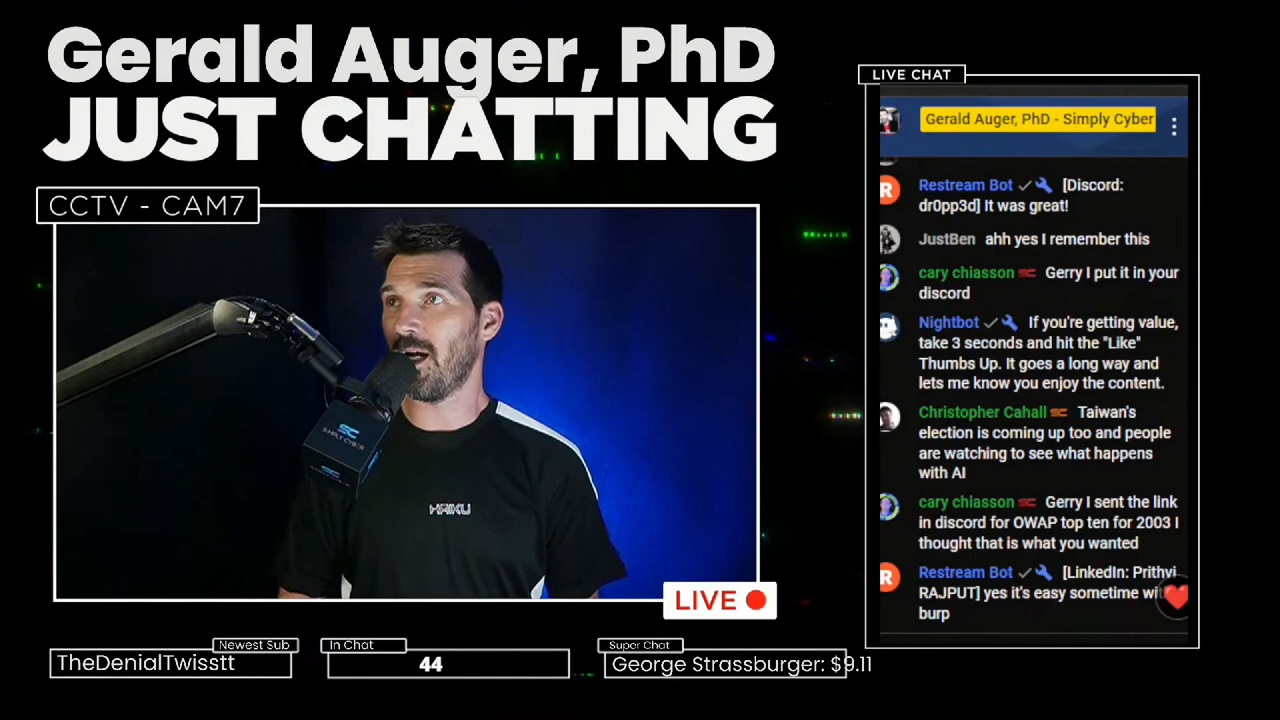 Gerald Auger, PhD
JUST CHATTING
CCTV - CAM7
SIMPLY CYBER
HAIKU
LIVE
Newest Sub
TheDenialTwisstt
In Chat
44
Super Chat
George Strassburger: $9.11
LIVE CHAT
Gerald Auger, PhD - Simply Cyber
R
Restream Bot [Discord:
dr0pp3d] It was great!
JustBen ahh yes I remember this
cary chiasson SC Gerry I put it in your
discord
Nightbot If you're getting value,
take 3 seconds and hit the "Like"
Thumbs Up. It goes a long way and
lets me know you enjoy the content.
Christopher Cahall SC Taiwan's
election is coming up too and people
are watching to see what happens
with AI
cary chiasson SC Gerry I sent the link
in discord for OWAP top ten for 2003 I
thought that is what you wanted
R
Restream Bot [LinkedIn: Prithvi
RAJPUT] yes it's easy sometime
burp